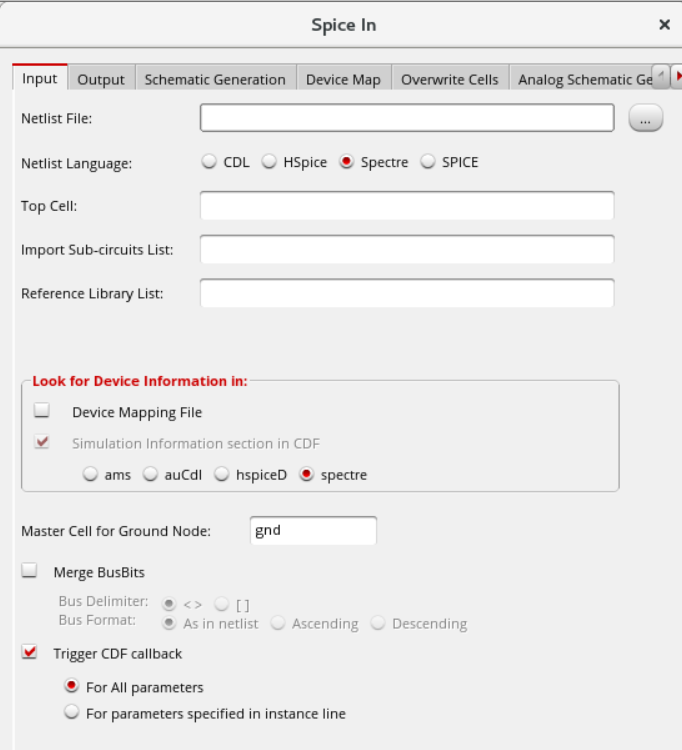 Spice In
Input Output Schematic Generation Device Map Overwrite Cells Analog Schematic Ge
Netlist File: ...
Netlist Language: CDL HSpice Spectre SPICE
Top Cell:
Import Sub-circuits List:
Reference Library List:
Look for Device Information in:
Device Mapping File
Simulation Information section in CDF
ams auCdl hspiceD spectre
Master Cell for Ground Node: gnd
Merge BusBits
Bus Delimiter: < > [ ]
Bus Format: As in netlist Ascending Descending
Trigger CDF callback
For All parameters
For parameters specified in instance line